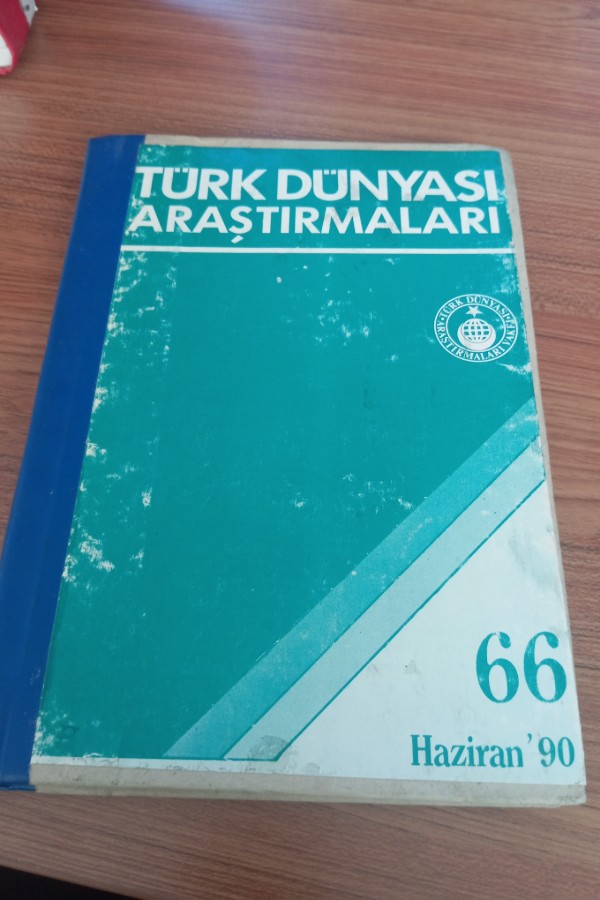 TÜRK DÜNYASI
ARAŞTIRMALARI
TÜRK DÜNYASI
ARAŞTIRMALARI VAKFI
66
Haziran '90